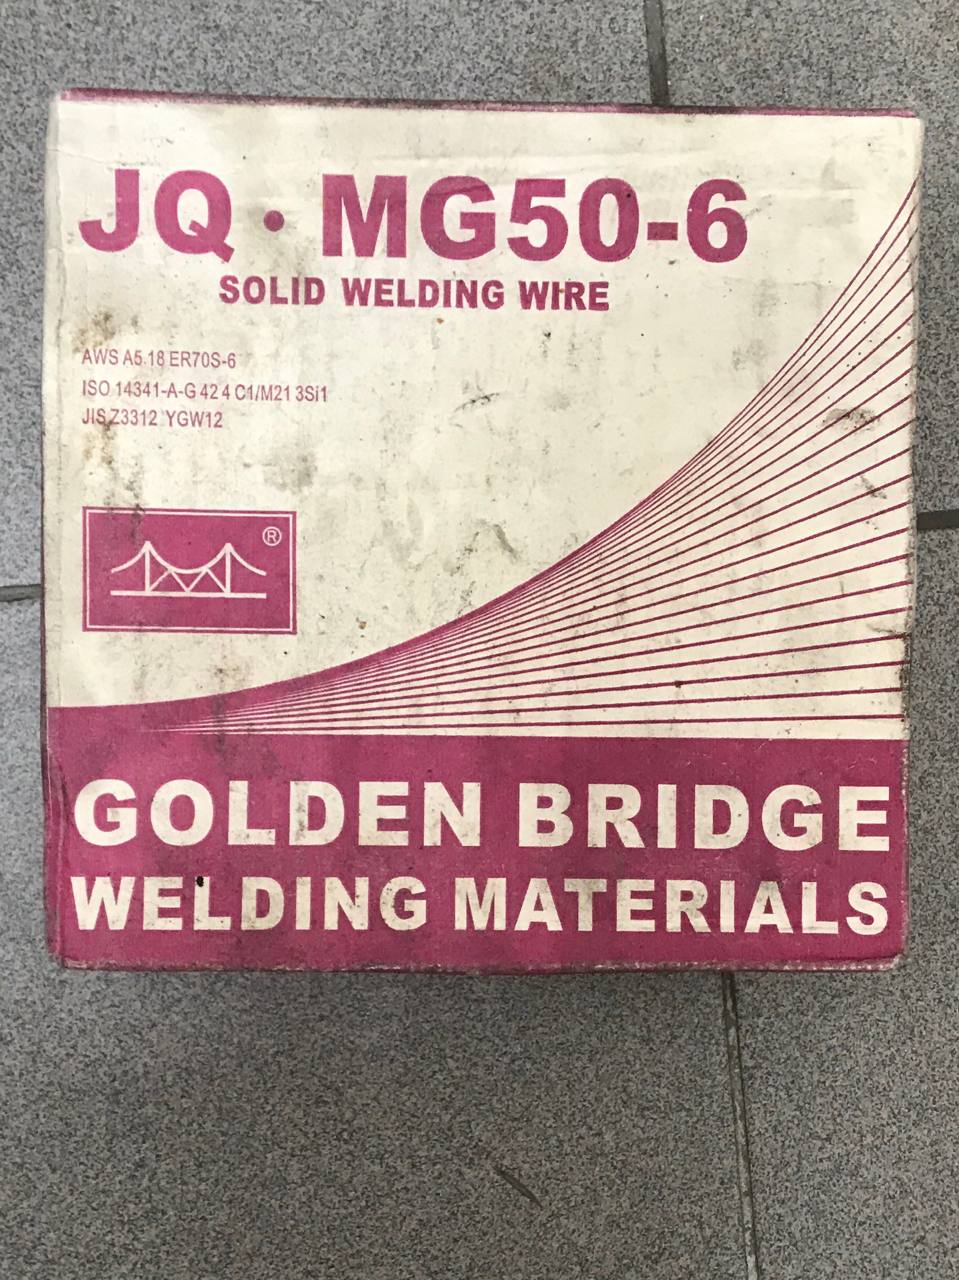 JQ·MG50-6
SOLID WELDING WIRE
AWS A5.18 ER70S-6
ISO 14341-A-G 42 4 C1/M21 3Si1
JIS Z3312 YGW12
®
GOLDEN BRIDGE
WELDING MATERIALS